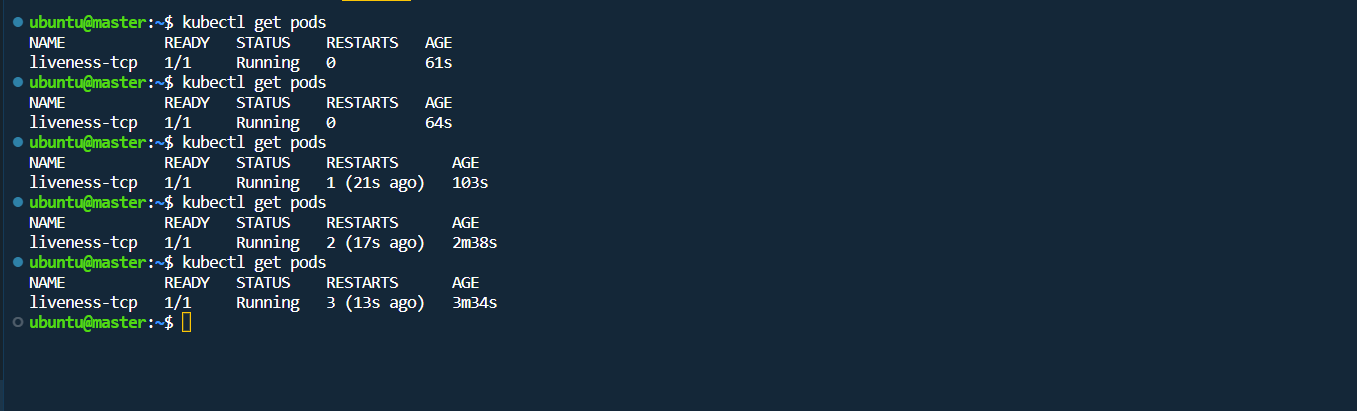 ubuntu@master:~$ kubectl get pods
NAME READY STATUS RESTARTS AGE
liveness-tcp 1/1 Running 0 61s
ubuntu@master:~$ kubectl get pods
NAME READY STATUS RESTARTS AGE
liveness-tcp 1/1 Running 0 64s
ubuntu@master:~$ kubectl get pods
NAME READY STATUS RESTARTS AGE
liveness-tcp 1/1 Running 1 (21s ago) 103s
ubuntu@master:~$ kubectl get pods
NAME READY STATUS RESTARTS AGE
liveness-tcp 1/1 Running 2 (17s ago) 2m38s
ubuntu@master:~$ kubectl get pods
NAME READY STATUS RESTARTS AGE
liveness-tcp 1/1 Running 3 (13s ago) 3m34s
ubuntu@master:~$